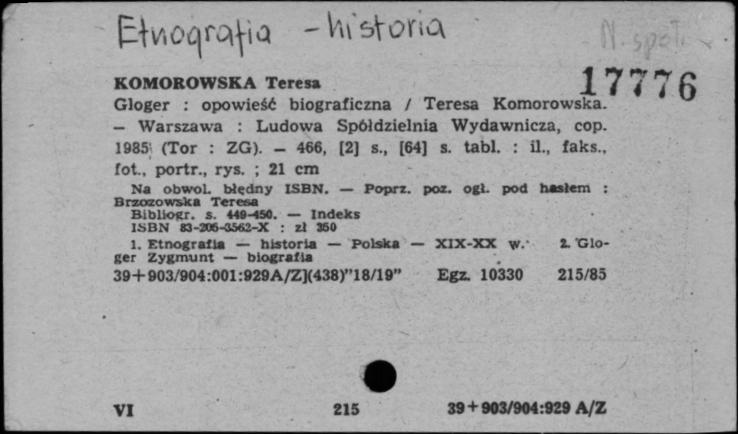 Etnografia - historia N. społ.
17776
KOMOROWSKA Teresa
Gloger : opowieść biograficzna / Teresa Komorowska.
— Warszawa : Ludowa Spółdzielnia Wydawnicza, cop.
1985 (Tor : ZG). — 466, [2] s., [64] s. tabl. : il., faks.,
fot., portr., rys. ; 21 cm
Na obwol. błędny ISBN. — Poprz. poz. ogł. pod hasłem :
Brzozowska Teresa
Bibliogr. s. 449-450. — Indeks
ISBN 83-205-3562-X : zł 350
1. Etnografia — historia — Polska — XIX-XX w. 2. Glo-
ger Zygmunt — biografia
39+903/904:001:929A/Z](438)"18/19" Egz. 10330 215/85
VI 215 39+903/904:929 A/Z